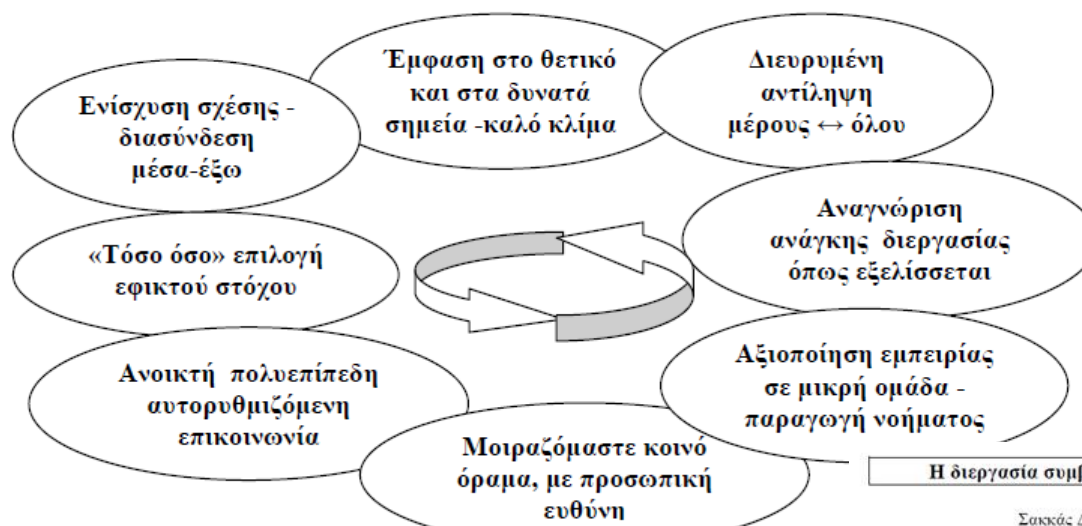 Έμφαση στο θετικό
και στα δυνατά
σημεία -καλό κλίμα
Διευρυμένη
αντίληψη
μέρους ↔ όλου
Αναγνώριση
ανάγκης διεργασίας
όπως εξελίσσεται
Αξιοποίηση εμπειρίας
σε μικρή ομάδα -
παραγωγή νοήματος
Μοιραζόμαστε κοινό
όραμα, με προσωπική
ευθύνη
Ανοικτή πολυεπίπεδη
αυτορυθμιζόμενη
επικοινωνία
«Τόσο όσο» επιλογή
εφικτού στόχου
Ενίσχυση σχέσης -
διασύνδεση
μέσα-έξω
Η διεργασία
Σακκάς